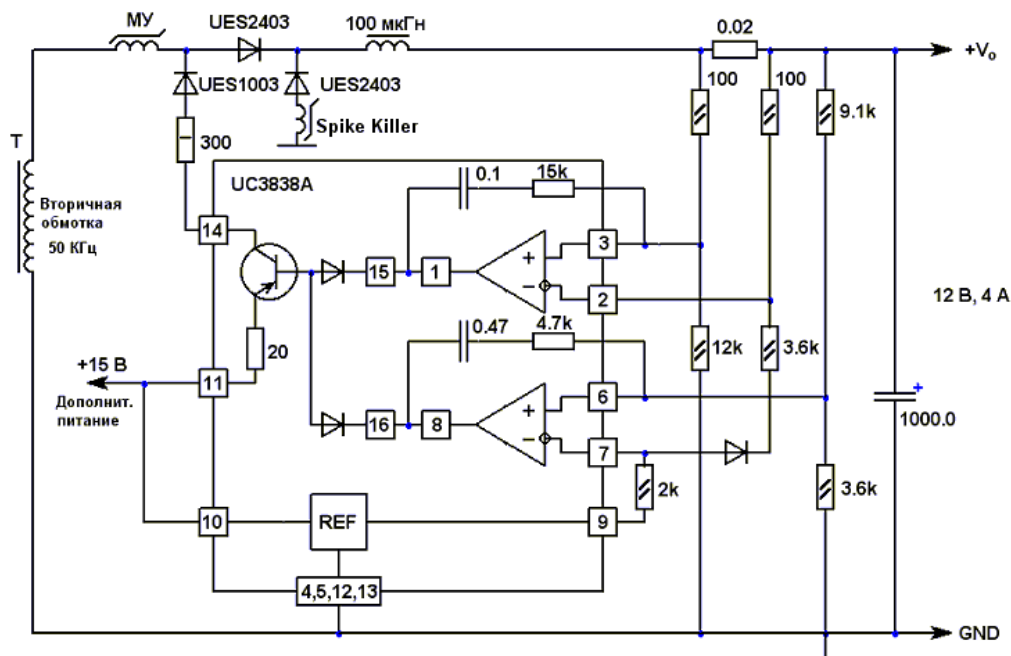 МУ
UES2403
100 мкГн
0.02
+Vo
UES1003
UES2403
100
100
9.1k
Spike Killer
300
T
Вторичная
обмотка
50 КГц
UC3838A
0.1
15k
14
3
15
1
+
−
2
12 В, 4 А
0.47
4.7k
12k
3.6k
20
+15 В
11
6
+
1000.0
Дополнит.
питание
16
8
+
−
7
2k
3.6k
10
REF
9
4,5,12,13
GND